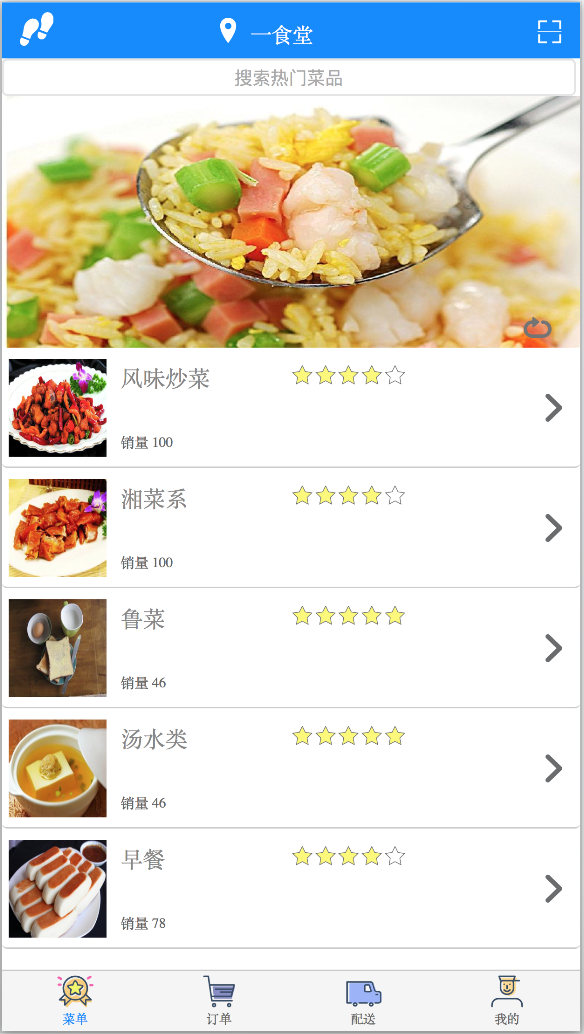 一食堂
搜索热门菜品
风味炒菜
销量 100
湘菜系
销量 100
鲁菜
销量 46
汤水类
销量 46
早餐
销量 78
菜单 订单 配送 我的